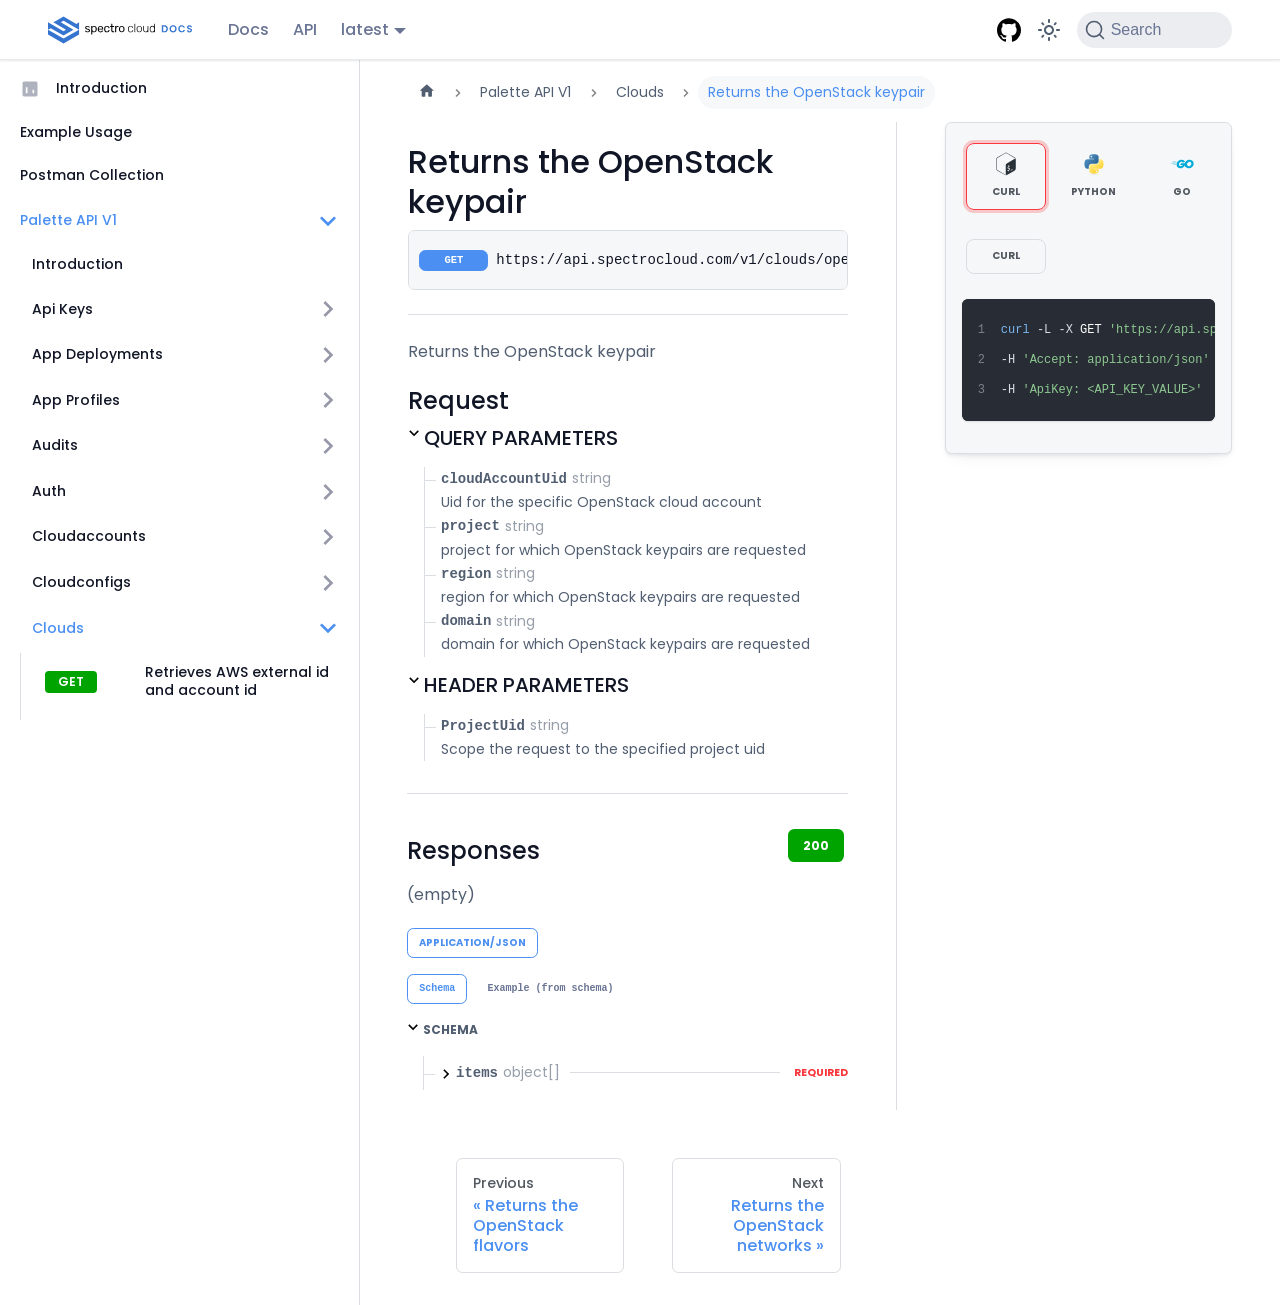 spectro cloud DOCS
Docs
API
latest
Search
Introduction
Example Usage
Postman Collection
Palette API V1
Introduction
Api Keys
App Deployments
App Profiles
Audits
Auth
Cloudaccounts
Cloudconfigs
Clouds
GET
Retrieves AWS external id
and account id
Palette API V1
Clouds
Returns the OpenStack keypair
Returns the OpenStack
keypair
GET https://api.spectrocloud.com/v1/clouds/ope
Returns the OpenStack keypair
Request
QUERY PARAMETERS
cloudAccountUid string
Uid for the specific OpenStack cloud account
project string
project for which OpenStack keypairs are requested
region string
region for which OpenStack keypairs are requested
domain string
domain for which OpenStack keypairs are requested
HEADER PARAMETERS
ProjectUid string
Scope the request to the specified project uid
Responses
200
(empty)
APPLICATION/JSON
Schema
Example (from schema)
SCHEMA
items object[]
REQUIRED
Previous
« Returns the
OpenStack
flavors
Next
Returns the
OpenStack
networks »
CURL
PYTHON
GO
GO
CURL
1 curl -L -X GET 'https://api.sp
2 -H 'Accept: application/json'
3 -H 'ApiKey: <API_KEY_VALUE>'